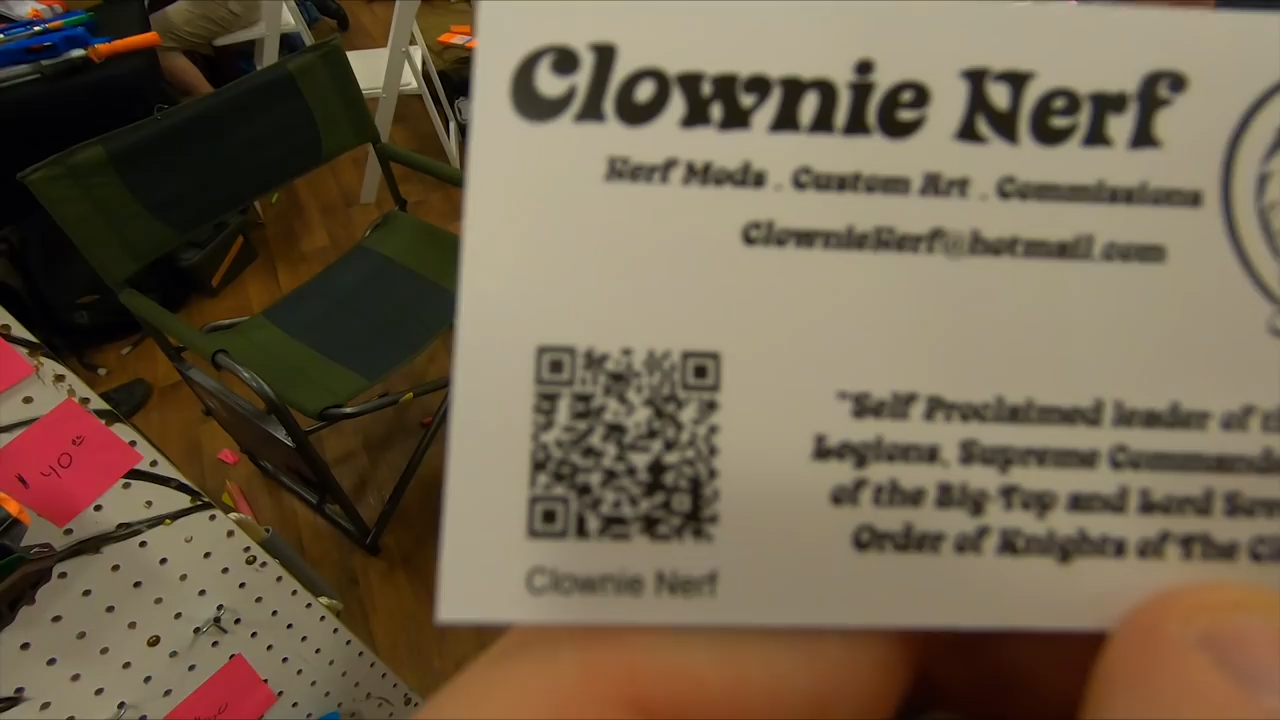 Clownie Nerf
Nerf Mods . Custom Art . Commissions
ClownieNerf@hotmail.com
"Self Proclaimed leader of
Legions, Supreme
of the Big-Top and Lord
Order of Knights of The
Clownie Nerf
$40